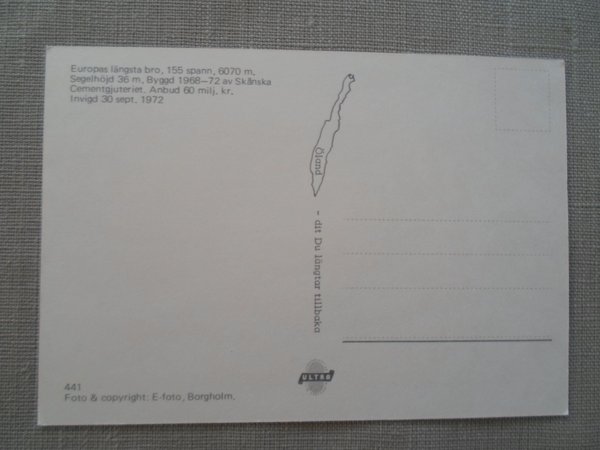 Europas längsta bro, 155 spann, 6070 m.
Segelhöjd 36 m. Byggd 1968–72 av Skånska
Cementgjuteriet. Anbud 60 milj. kr.
Invigd 30 sept. 1972
Öland – dit Du längtar tillbaka
ULTRA
441
Foto & copyright: E-foto, Borgholm.